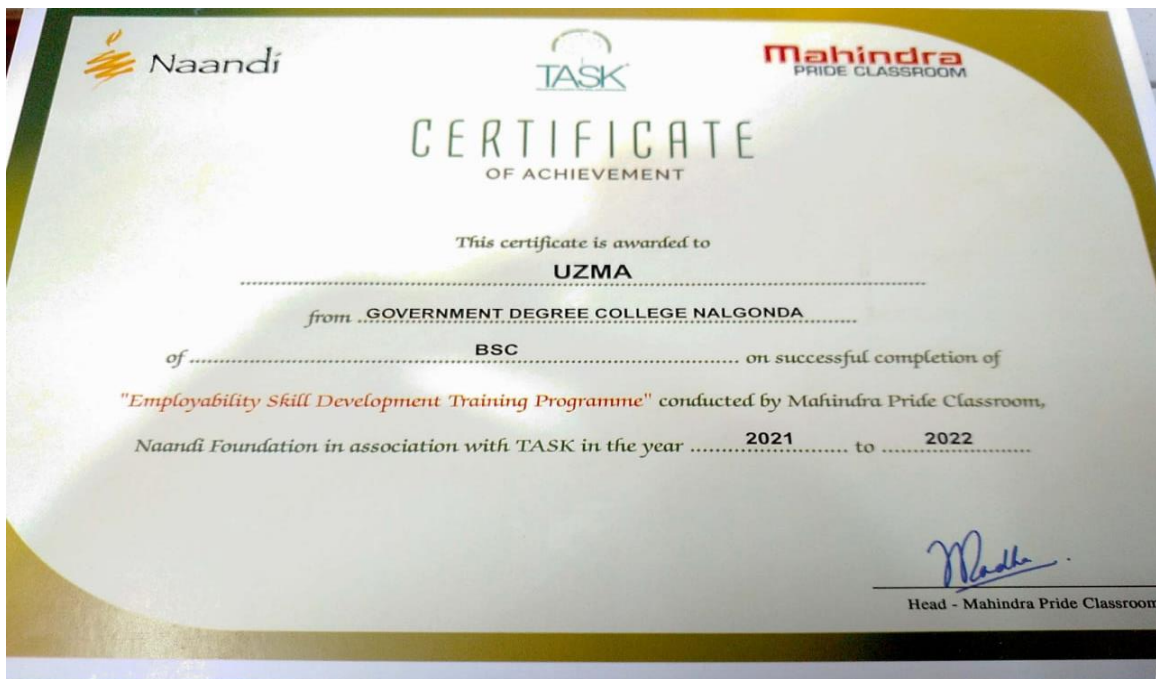 Naandi
TASK
Mahindra
PRIDE CLASSROOM
CERTIFICATE
OF ACHIEVEMENT
This certificate is awarded to
UZMA
from GOVERNMENT DEGREE COLLEGE NALGONDA
of BSC on successful completion of
"Employability Skill Development Training Programme" conducted by Mahindra Pride Classroom,
Naandi Foundation in association with TASK in the year 2021 to 2022
Head - Mahindra Pride Classroom